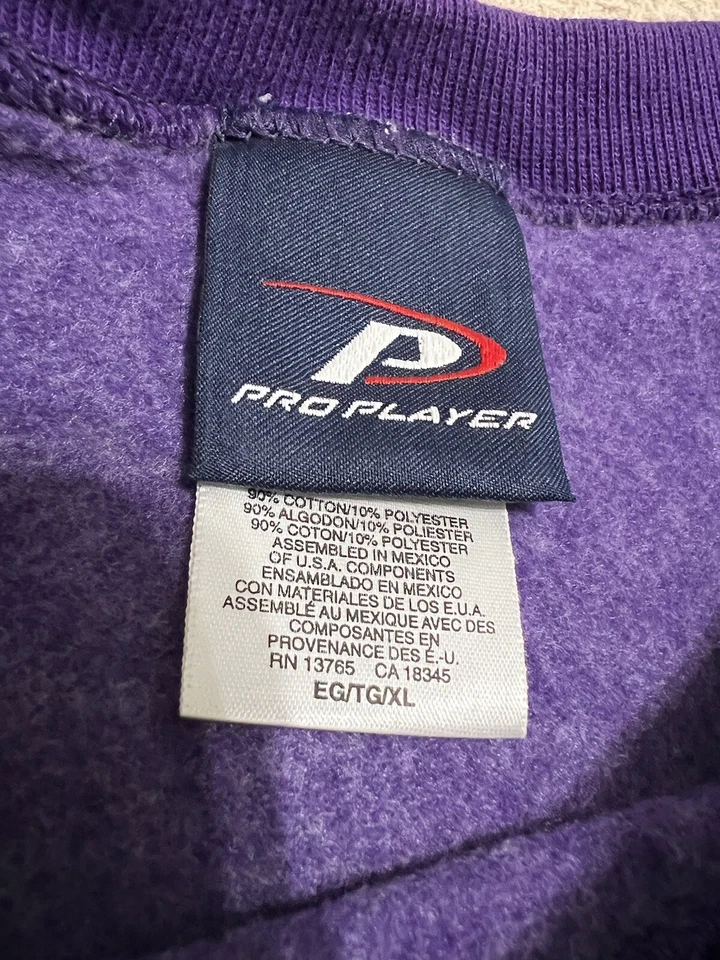 PRO PLAYER
90% COTTON/10% POLYESTER
90% ALGODON/10% POLIESTER
90% COTON/10% POLYESTER
ASSEMBLED IN MEXICO
OF U.S.A. COMPONENTS
ENSAMBLADO EN MEXICO
CON MATERIALES DE LOS E.U.A.
ASSEMBLÉ AU MEXIQUE AVEC DES
COMPOSANTES EN
PROVENANCE DES É.-U.
RN 13765 CA 18345
EG/TG/XL